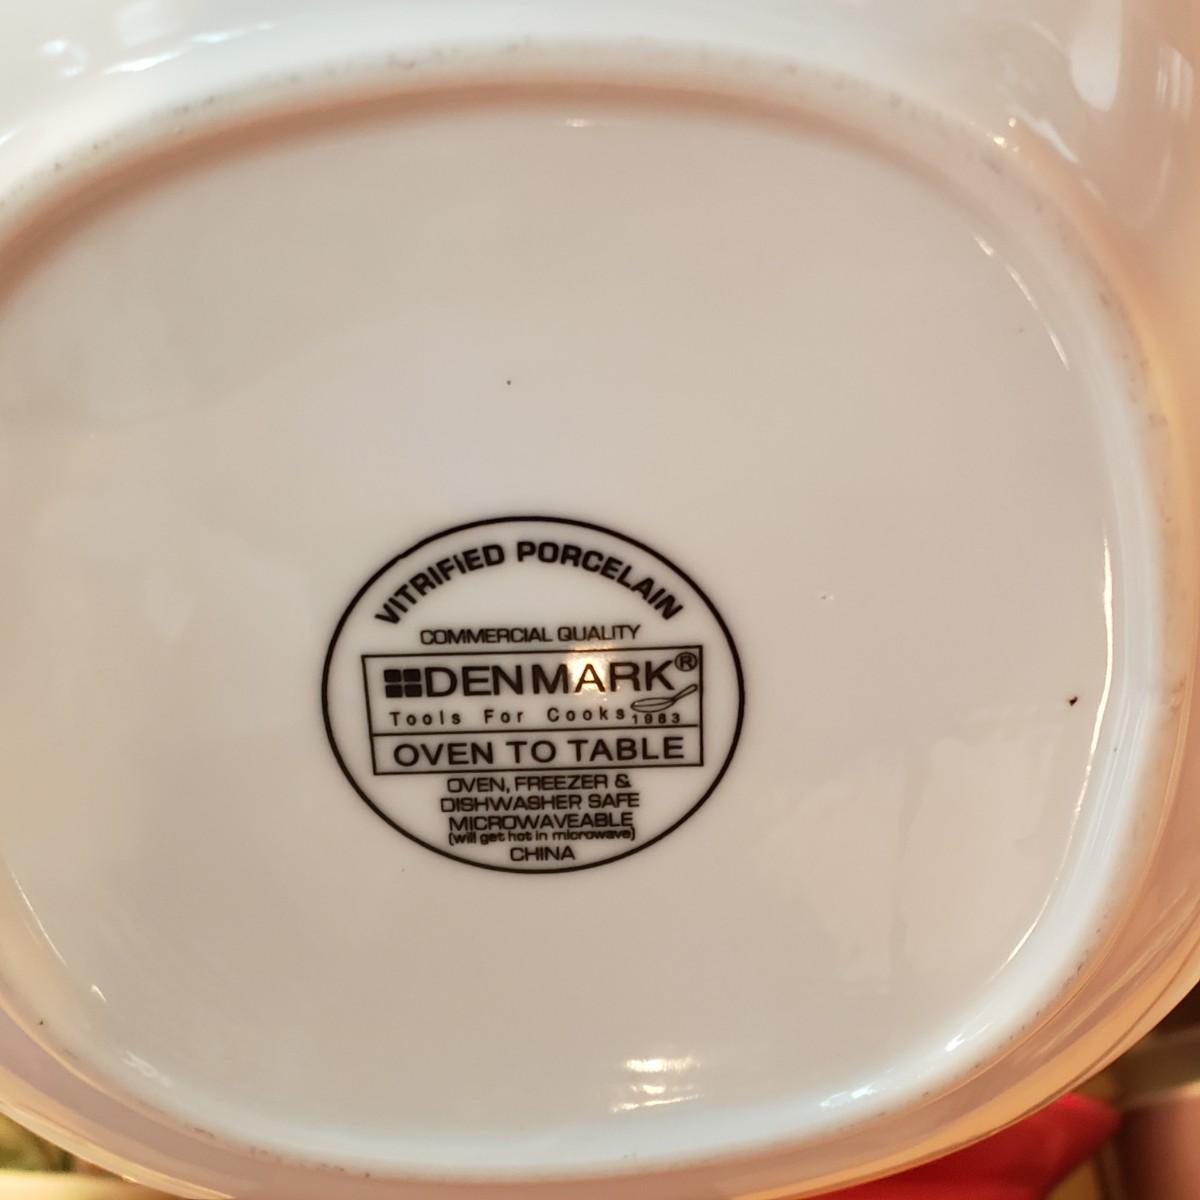 VITRIFIED PORCELAIN
COMMERCIAL QUALITY
DENMARK®
Tools For Cooks 1983
OVEN TO TABLE
OVEN, FREEZER &
DISHWASHER SAFE
MICROWAVEABLE
(will get hot in microwave)
CHINA